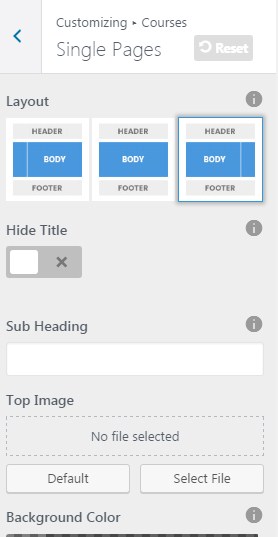 Customizing ▸ Courses
Single Pages
Reset
Layout
HEADER HEADER HEADER
BODY BODY BODY
FOOTER FOOTER FOOTER
Hide Title
Sub Heading
Top Image
No file selected
Default Select File
Background Color